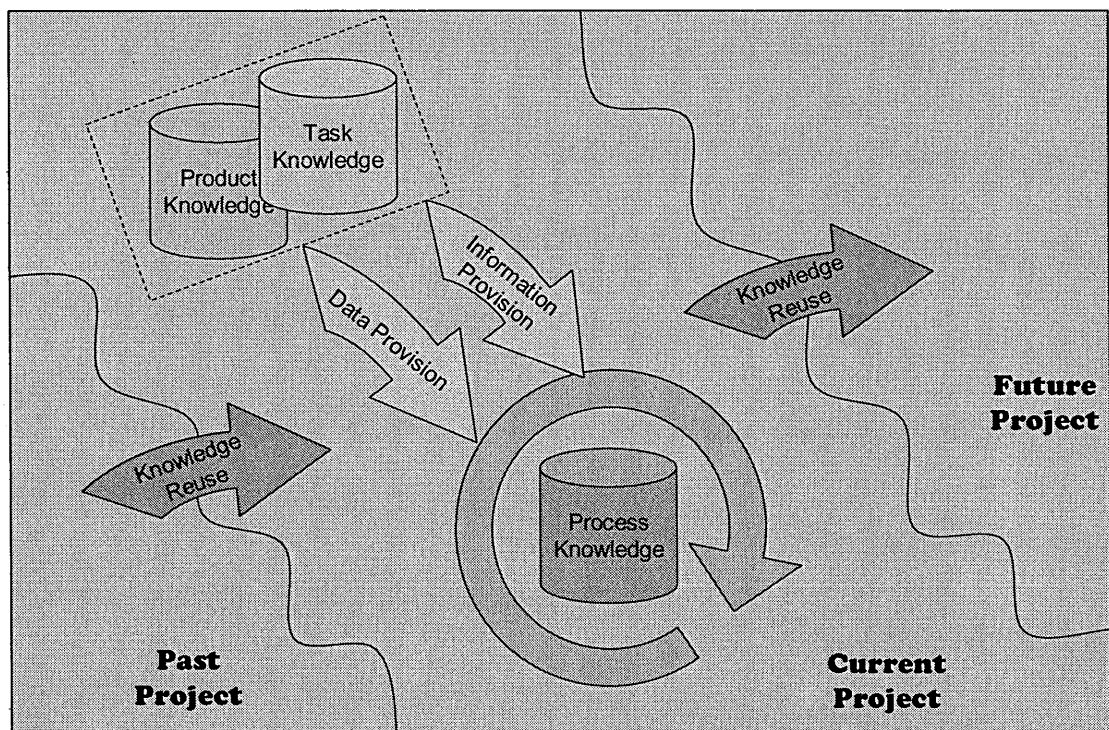 Task
Knowledge
Product
Knowledge
Information
Provision
Data Provision
Knowledge
Reuse
Future
Project
Knowledge
Reuse
Process
Knowledge
Past
Project
Current
Project